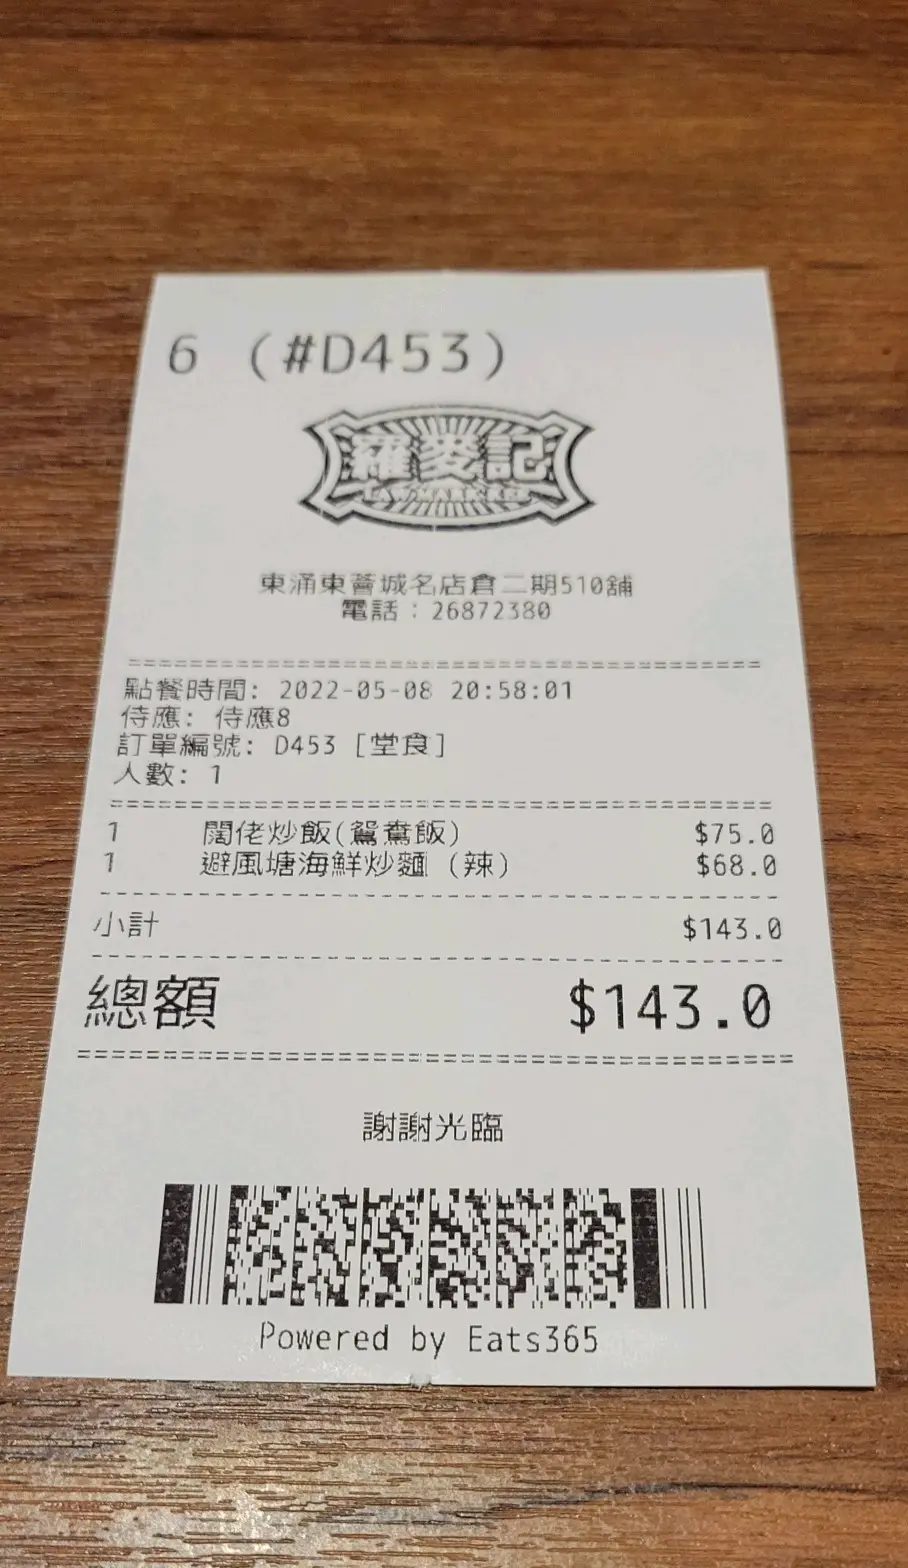 6 (#D453)
羅麥記
東涌東薈城名店倉二期510舖
電話：26872380
點餐時間: 2022-05-08 20:58:01
侍應: 侍應8
訂單編號: D453 [堂食]
人數: 1
1 闊佬炒飯(鴛鴦飯) $75.0
1 避風塘海鮮炒麵 (辣) $68.0
小計 $143.0
總額 $143.0
謝謝光臨
Powered by Eats365